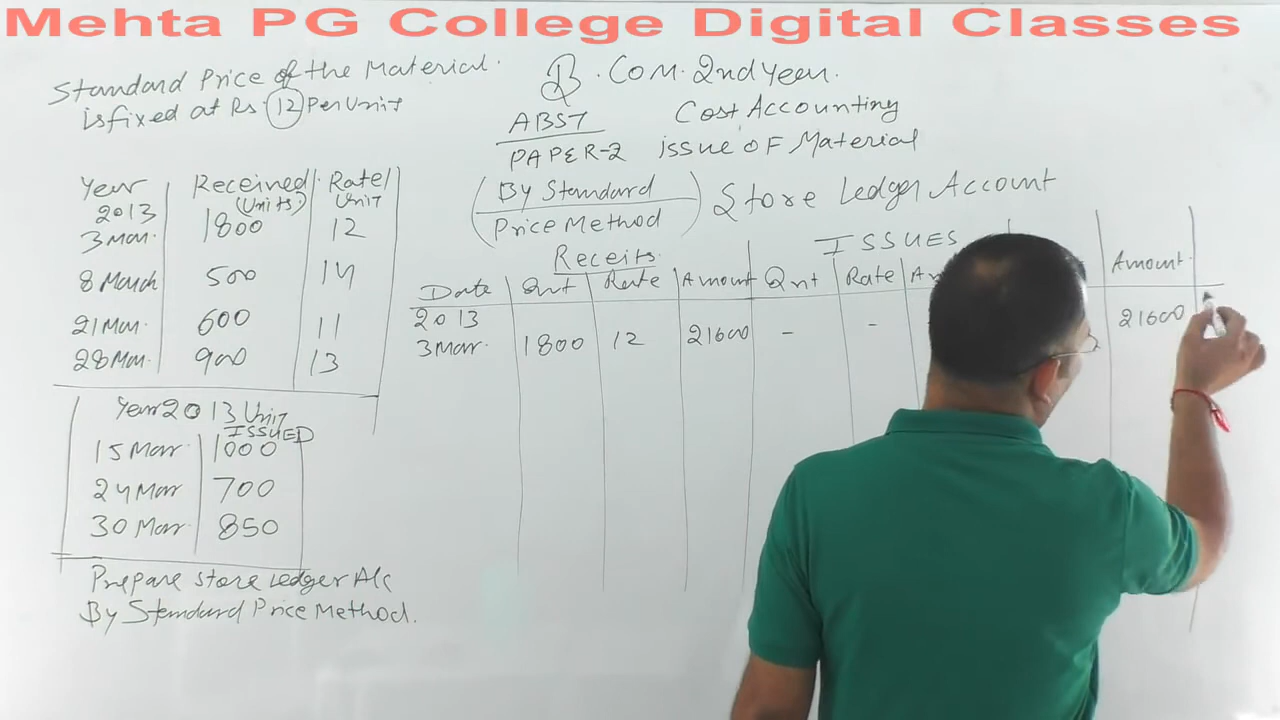 Mehta PG College Digital Classes
Standard Price of the Material.
is fixed at Rs. 12 Per Unit
B. Com. 2nd Year.
ABST
PAPER-2
Cost Accounting
issue of Material
(By Standard
Price Method)
Store Ledger Account
Year 2013 | Received (Units) | Rate/Unit
3 Mar. | 1800 | 12
8 March | 500 | 14
21 Mar. | 600 | 11
28 Mar. | 900 | 13
Year 2013 | Unit ISSUED
15 Mar | 1000
24 Mar | 700
30 Mar | 850
Prepare store Ledger A/c
By Standard Price Method.
Receits | ISSUES
Date | Qnt | Rate | Amount | Qnt | Rate | Amount
2013
3 Mar. | 1800 | 12 | 21600 | - | - | 21600